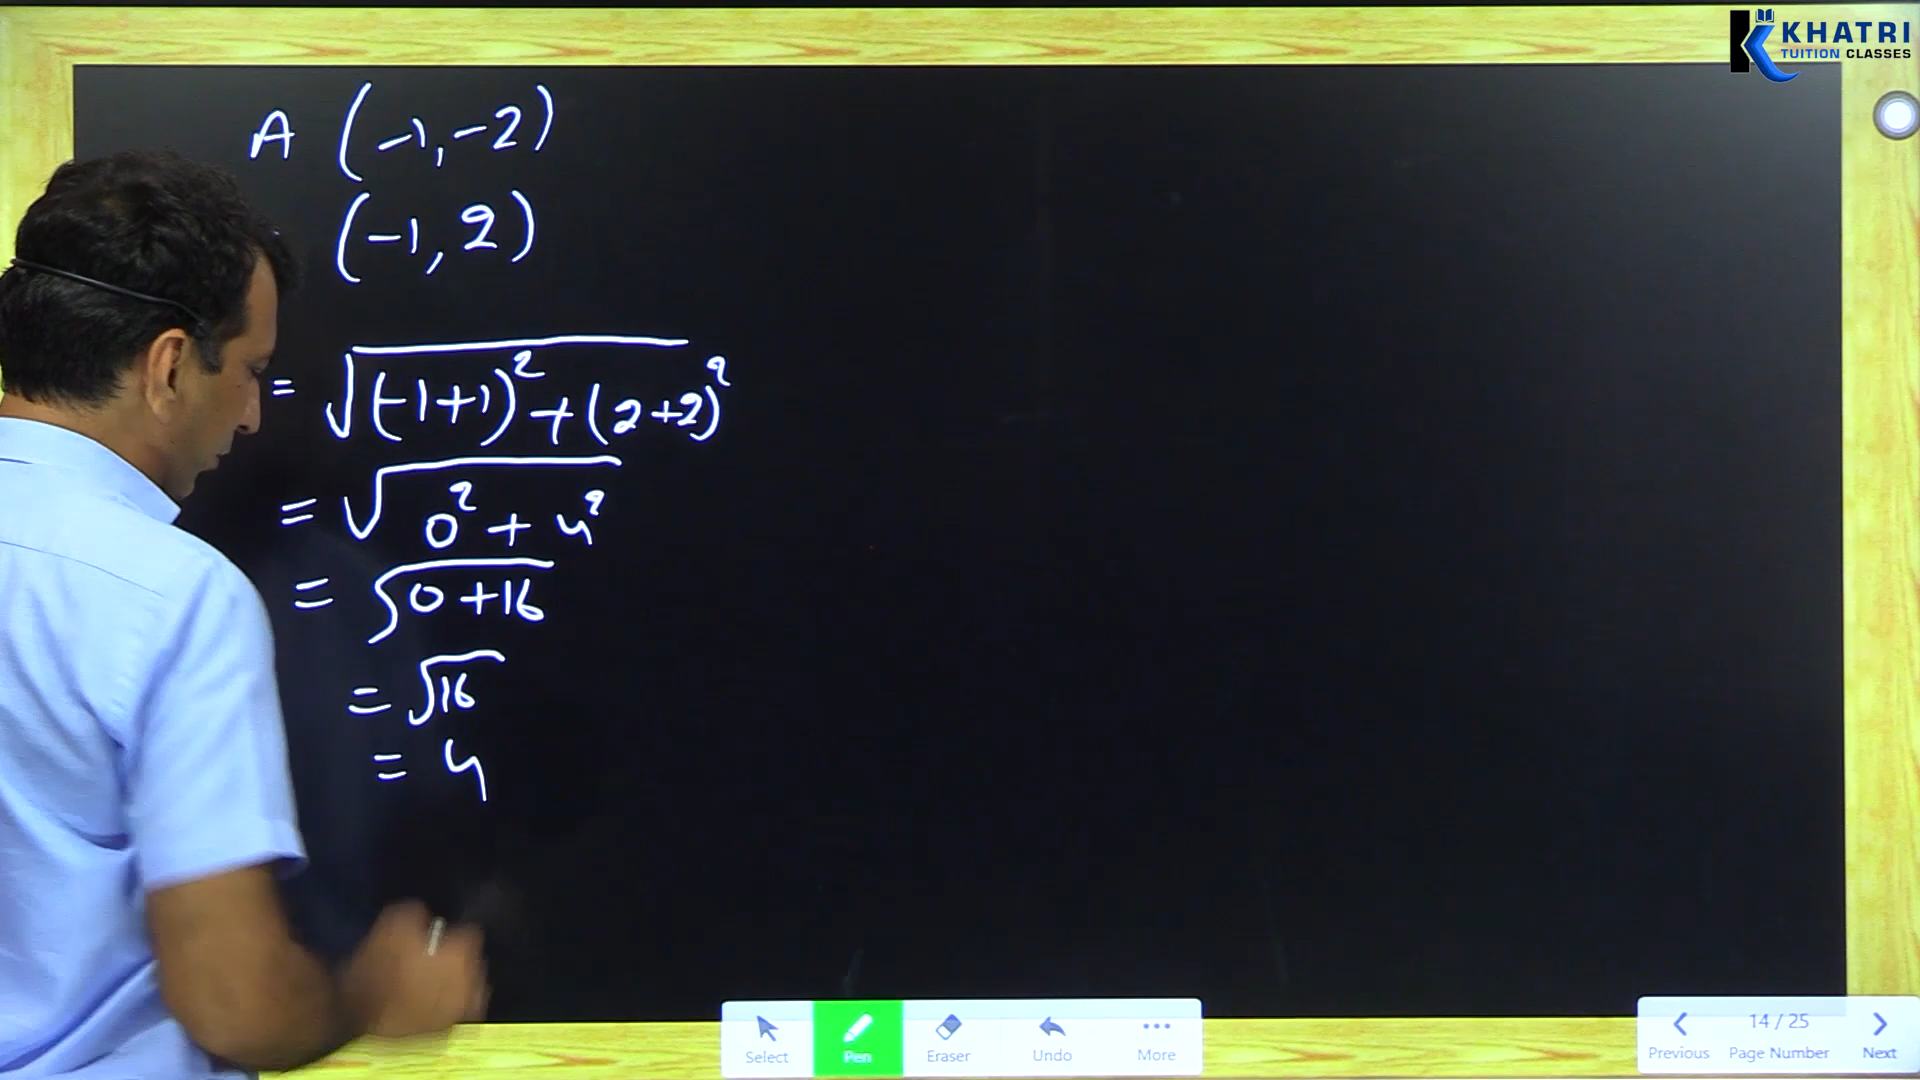 KHATRI
TUITION CLASSES
A (-1, -2)
(-1, 2)
= √(-1+1)² + (2+2)²
= √0² + 4²
= √0 + 16
= √16
= 4
Select
Pen
Eraser
Undo
More
14 / 25
Previous Page Number Next